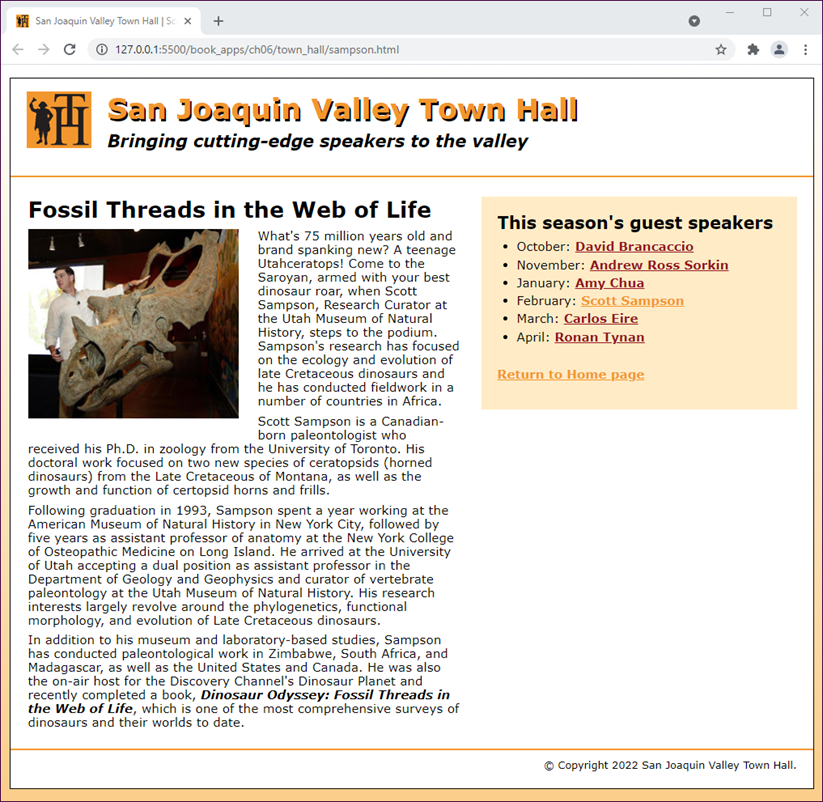 San Joaquin Valley Town Hall | Sc
127.0.0.1:5500/book_apps/ch06/town_hall/sampson.html
TH
San Joaquin Valley Town Hall
Bringing cutting-edge speakers to the valley
Fossil Threads in the Web of Life
What's 75 million years old and
brand spanking new? A teenage
Utahceratops! Come to the
Saroyan, armed with your best
dinosaur roar, when Scott
Sampson, Research Curator at
the Utah Museum of Natural
History, steps to the podium.
Sampson's research has focused
on the ecology and evolution of
late Cretaceous dinosaurs and
he has conducted fieldwork in a
number of countries in Africa.
Scott Sampson is a Canadian-
born paleontologist who
received his Ph.D. in zoology from the University of Toronto. His
doctoral work focused on two new species of ceratopsids (horned
dinosaurs) from the Late Cretaceous of Montana, as well as the
growth and function of certopsid horns and frills.
Following graduation in 1993, Sampson spent a year working at the
American Museum of Natural History in New York City, followed by
five years as assistant professor of anatomy at the New York College
of Osteopathic Medicine on Long Island. He arrived at the University
of Utah accepting a dual position as assistant professor in the
Department of Geology and Geophysics and curator of vertebrate
paleontology at the Utah Museum of Natural History. His research
interests largely revolve around the phylogenetics, functional
morphology, and evolution of Late Cretaceous dinosaurs.
In addition to his museum and laboratory-based studies, Sampson
has conducted paleontological work in Zimbabwe, South Africa, and
Madagascar, as well as the United States and Canada. He was also
the on-air host for the Discovery Channel's Dinosaur Planet and
recently completed a book, Dinosaur Odyssey: Fossil Threads in
the Web of Life, which is one of the most comprehensive surveys of
dinosaurs and their worlds to date.
This season's guest speakers
• October: David Brancaccio
• November: Andrew Ross Sorkin
• January: Amy Chua
• February: Scott Sampson
• March: Carlos Eire
• April: Ronan Tynan
Return to Home page
© Copyright 2022 San Joaquin Valley Town Hall.